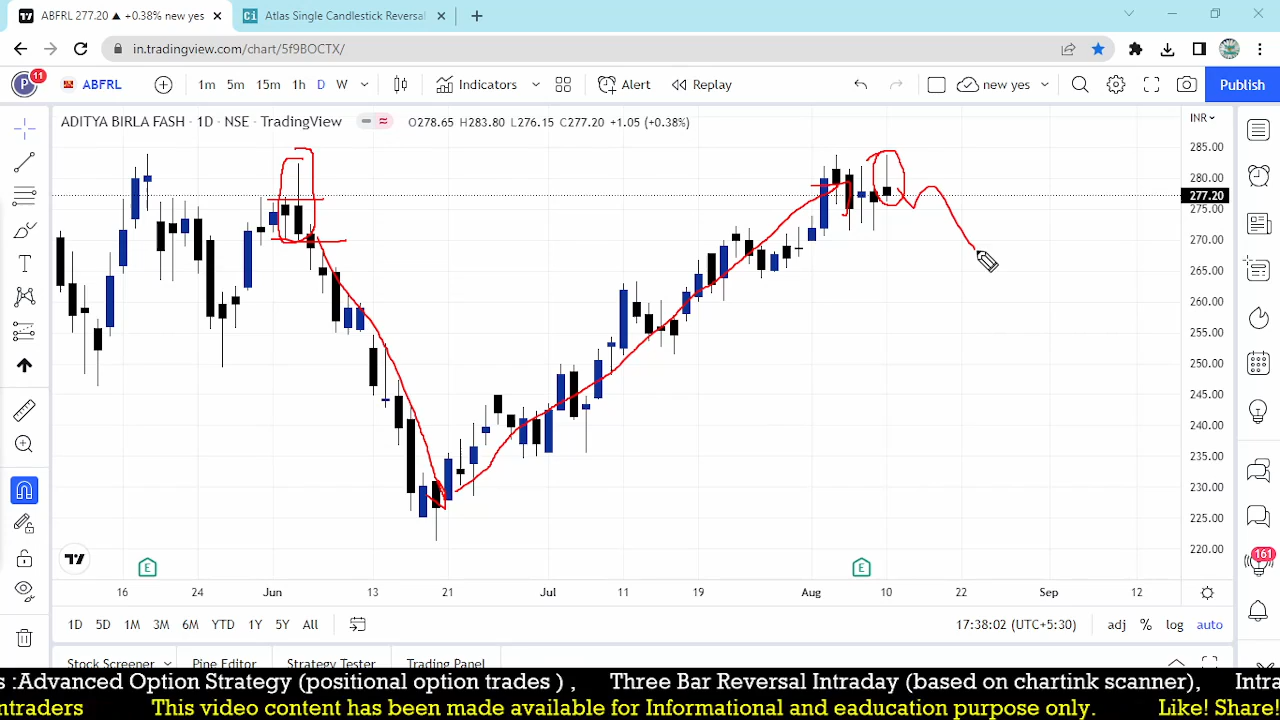 ABFRL 277.20 ▲ +0.38% new yes
Atlas Single Candlestick Reversal
in.tradingview.com/chart/5f9BOCTX/
P 11 ABFRL 1m 5m 15m 1h D W Indicators Alert Replay new yes Publish
ADITYA BIRLA FASH · 1D · NSE · TradingView O278.65 H283.80 L276.15 C277.20 +1.05 (+0.38%)
INR
285.00
280.00
277.20
275.00
270.00
265.00
260.00
255.00
250.00
245.00
240.00
235.00
230.00
225.00
220.00
161
E E
16 24 Jun 13 21 Jul 11 19 Aug 10 22 Sep 12
1D 5D 1M 3M 6M YTD 1Y 5Y All 17:38:02 (UTC+5:30) adj % log auto
Stock Screener Pine Editor Strategy Tester Trading Panel
s :Advanced Option Strategy (positional option trades ) , Three Bar Reversal Intraday (based on chartink scanner), Intra
ntraders This video content has been made available for Informational and eaducation purpose only. Like! Share!